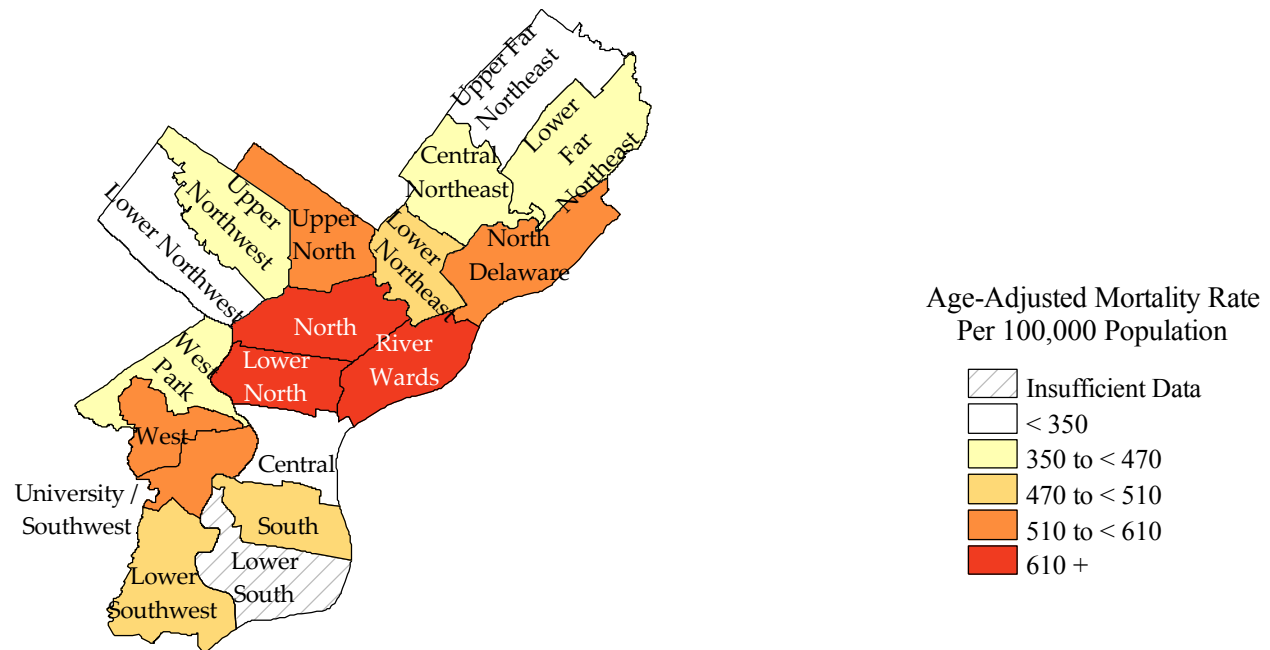 Upper Far
Northeast
Lower
Far
Northeast
Central
Northeast
Upper
Northwest
Lower Northwest
Upper
North
Lower
Northeast
North
Delaware
North
River
Wards
Lower
North
West
Park
West
Central
University /
Southwest
South
Lower
South
Lower
Southwest
Age-Adjusted Mortality Rate
Per 100,000 Population
Insufficient Data
< 350
350 to < 470
470 to < 510
510 to < 610
610 +